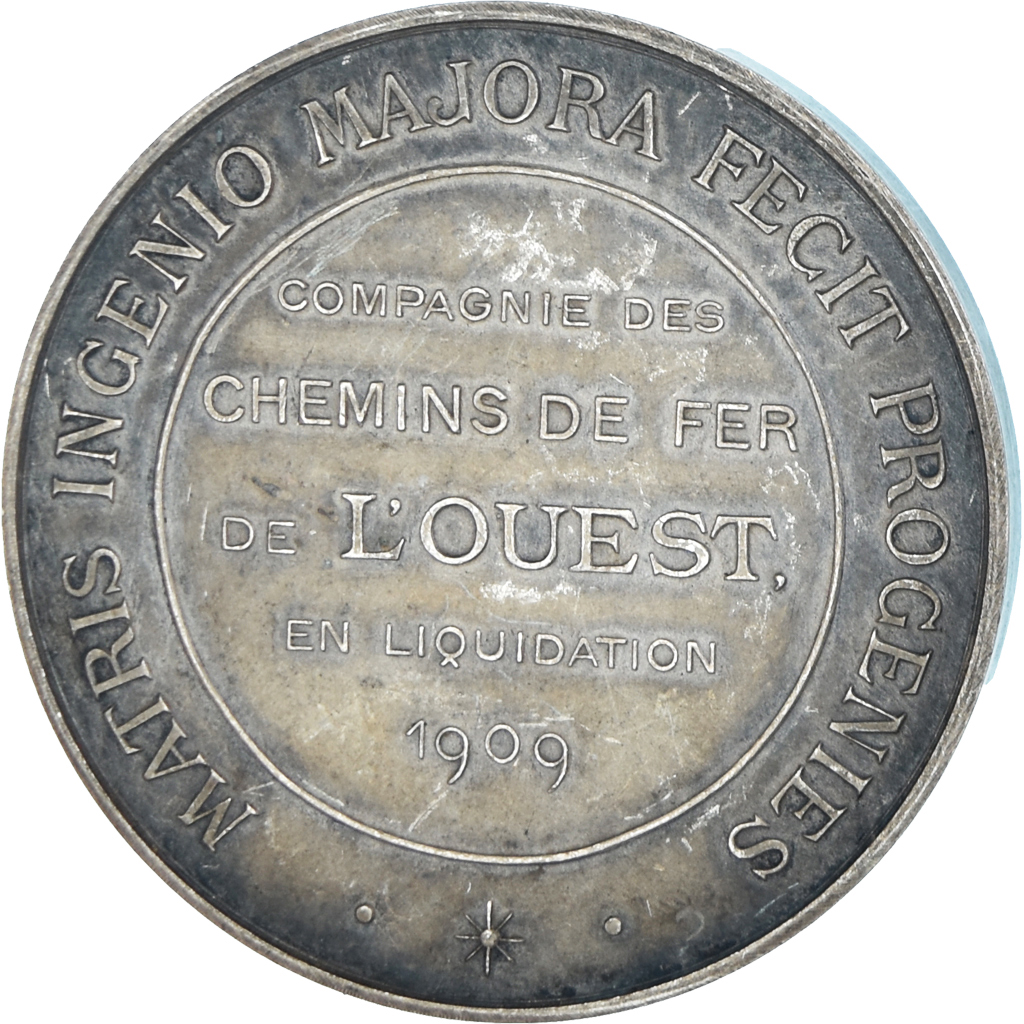 MATRIS INGENIO MAJORA FECIT PROGENIES
COMPAGNIE DES
CHEMINS DE FER
DE L'OUEST,
EN LIQUIDATION
1909